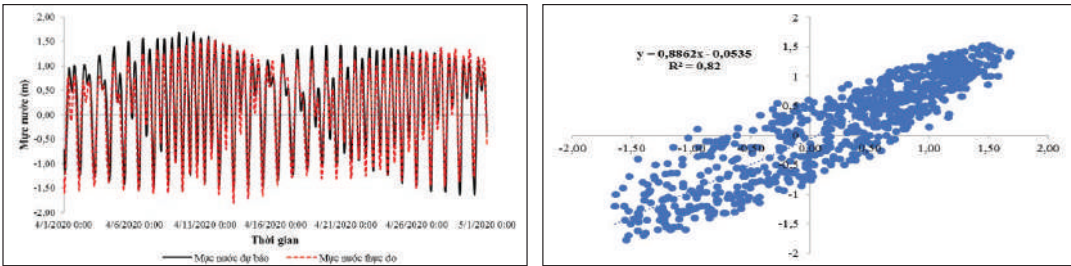 2,00
1,50
1,00
0,50
0,00
-0,50
-1,00
-1,50
-2,00
Mực nước (m)
4/1/2020 0:00 4/6/2020 0:00 4/11/2020 0:00 4/16/2020 0:00 4/21/2020 0:00 4/26/2020 0:00 5/1/2020 0:00
Thời gian
Mực nước dự báo Mực nước thực đo
y = 0,8862x - 0,0535
R² = 0,82
2
1,5
1
0,5
0
-0,5
-1
-1,5
-2
-2,00 -1,50 -1,00 -0,50 0,00 0,50 1,00 1,50 2,00